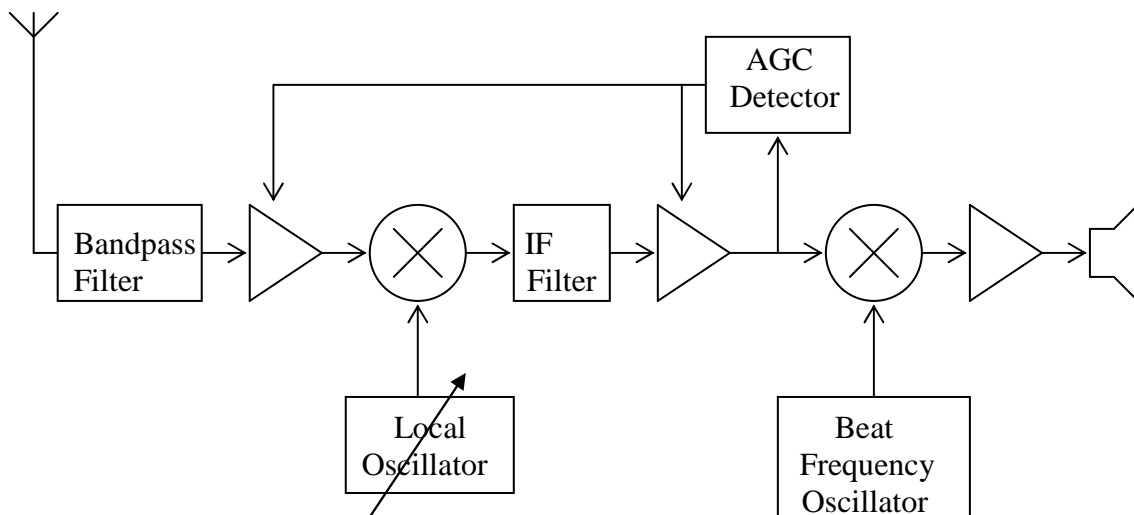 AGC
Detector
Bandpass
Filter
IF
Filter
Local
Oscillator
Beat
Frequency
Oscillator